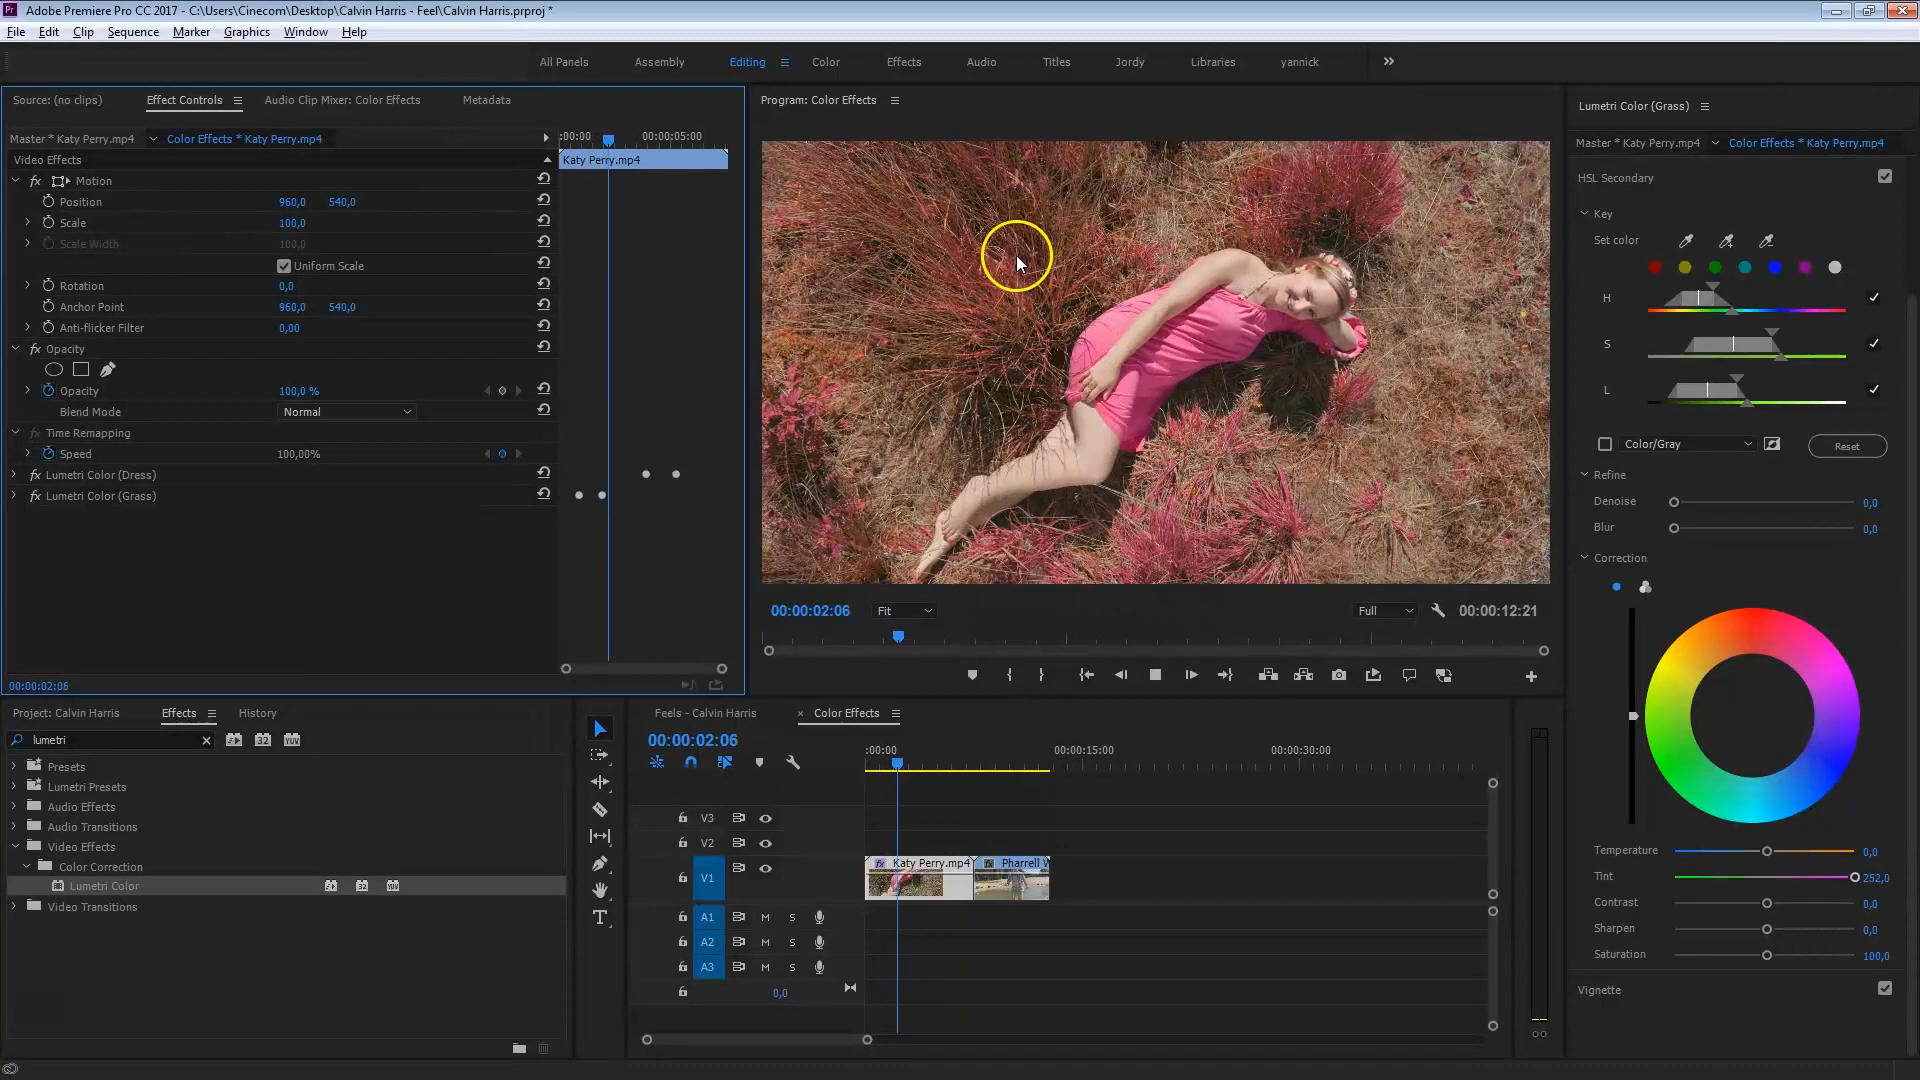 Adobe Premiere Pro CC 2017 - C:\Users\Cinecom\Desktop\Calvin Harris - Feel\Calvin Harris.prproj *
File Edit Clip Sequence Marker Graphics Window Help
All Panels Assembly Editing Color Effects Audio Titles Jordy Libraries yannick
Source: (no clips) Effect Controls Audio Clip Mixer: Color Effects Metadata
Master * Katy Perry.mp4 Color Effects * Katy Perry.mp4
:00:00 00:00:05:00
Video Effects
Katy Perry.mp4
fx Motion
Position 960,0 540,0
Scale 100,0
Scale Width 100,0
Uniform Scale
Rotation 0,0
Anchor Point 960,0 540,0
Anti-flicker Filter 0,00
fx Opacity
Opacity 100,0 %
Blend Mode Normal
fx Time Remapping
Speed 100,00%
fx Lumetri Color (Dress)
fx Lumetri Color (Grass)
00:00:02:06
Program: Color Effects
00:00:02:06 Fit Full 00:00:12:21
Lumetri Color (Grass)
Master * Katy Perry.mp4 Color Effects * Katy Perry.mp4
HSL Secondary
Key
Set color
H
S
L
Color/Gray Reset
Refine
Denoise 0,0
Blur 0,0
Correction
Temperature 0,0
Tint 252,0
Contrast 0,0
Sharpen 0,0
Saturation 100,0
Vignette
Project: Calvin Harris Effects History
lumetri 32 YUV
Presets
Lumetri Presets
Audio Effects
Audio Transitions
Video Effects
Color Correction
Lumetri Color 32 YUV
Video Transitions
Feels - Calvin Harris × Color Effects
00:00:02:06
:00:00 00:00:15:00 00:00:30:00
V3
V2
V1
fx Katy Perry.mp4 fx Pharrell W
A1 M S
A2 M S
A3 M S
0,0
T